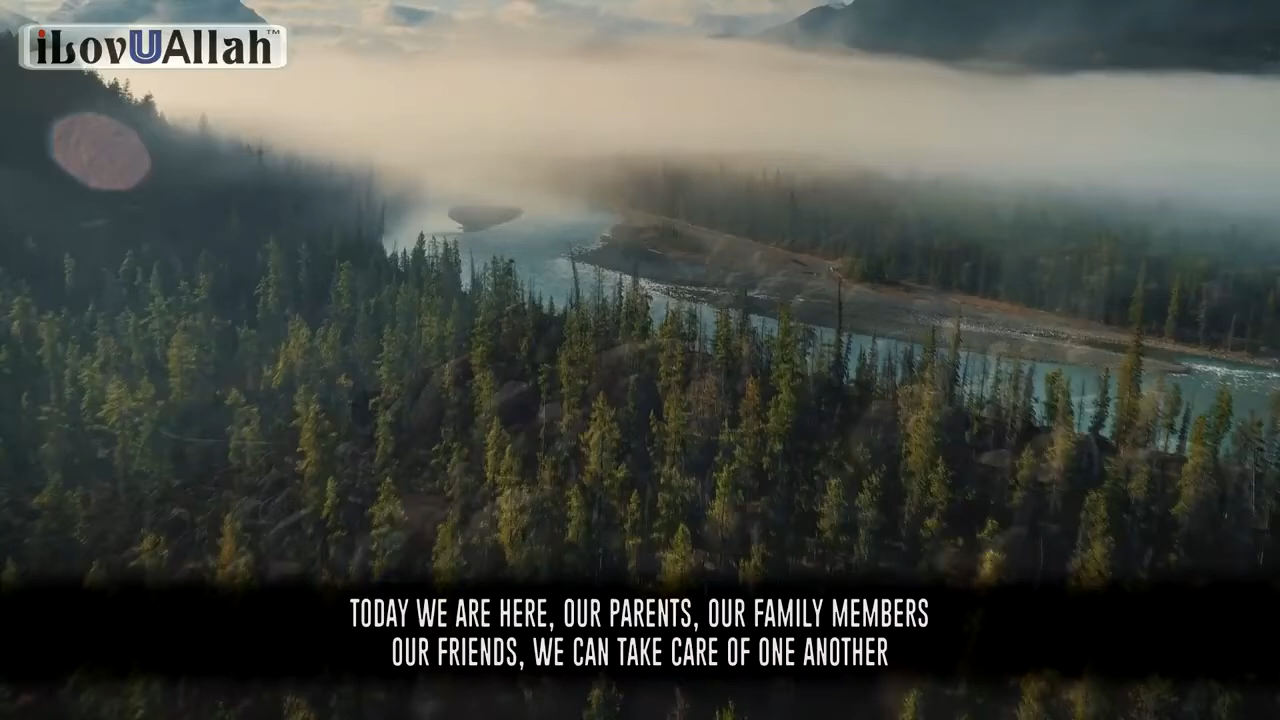 iLovUAllah™
TODAY WE ARE HERE, OUR PARENTS, OUR FAMILY MEMBERS
OUR FRIENDS, WE CAN TAKE CARE OF ONE ANOTHER